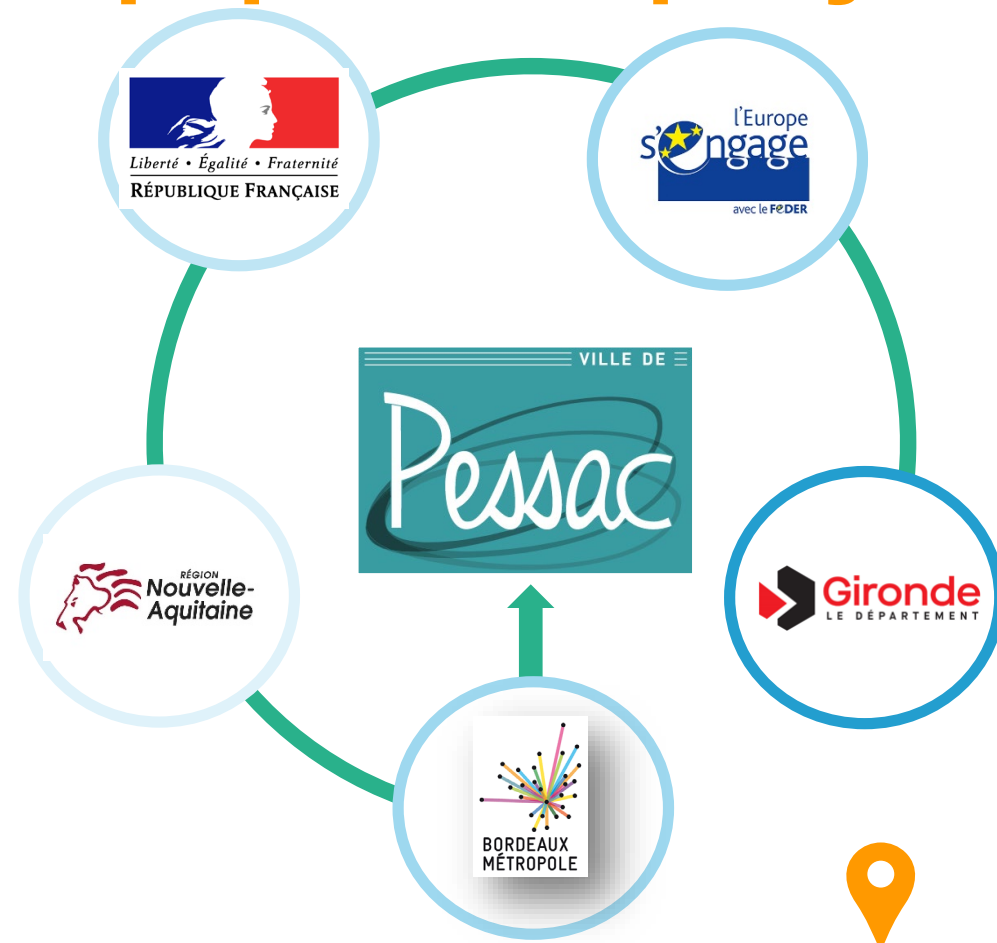 Liberté • Égalité • Fraternité
RÉPUBLIQUE FRANÇAISE
l'Europe
s'engage
avec le FEDER
VILLE DE
Pessac
RÉGION
Nouvelle-
Aquitaine
Gironde
LE DÉPARTEMENT
BORDEAUX
MÉTROPOLE